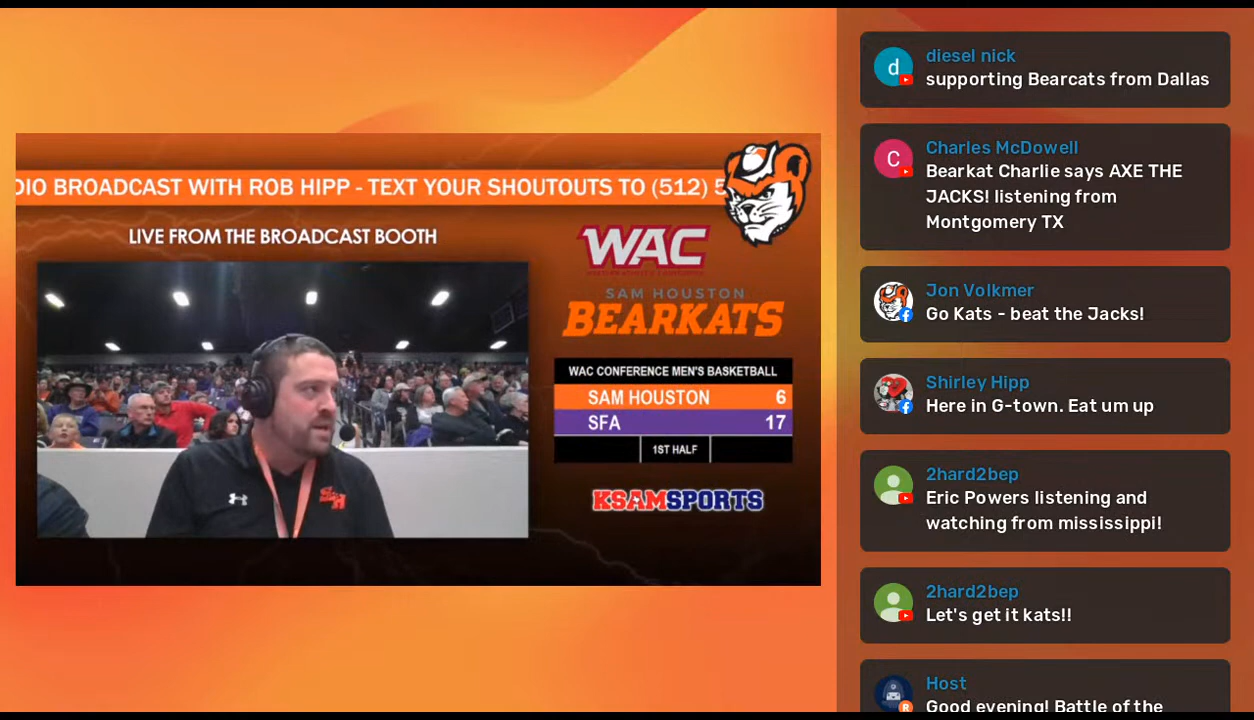 DIO BROADCAST WITH ROB HIPP - TEXT YOUR SHOUTOUTS TO (512) 5
LIVE FROM THE BROADCAST BOOTH
WAC
SAM HOUSTON
BEARKATS
WAC CONFERENCE MEN'S BASKETBALL
SAM HOUSTON 6
SFA 17
1ST HALF
KSAMSPORTS
d
diesel nick
supporting Bearcats from Dallas
C
Charles McDowell
Bearkat Charlie says AXE THE
JACKS! listening from
Montgomery TX
Jon Volkmer
Go Kats - beat the Jacks!
Shirley Hipp
Here in G-town. Eat um up
2hard2bep
Eric Powers listening and
watching from mississippi!
2hard2bep
Let's get it kats!!
Host
Good evening! Battle of the